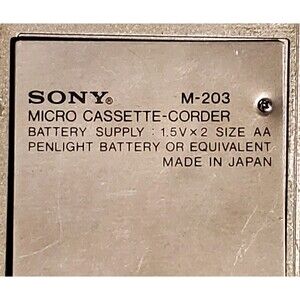 SONY® M-203
MICRO CASSETTE-CORDER
BATTERY SUPPLY : 1.5V×2 SIZE AA
PENLIGHT BATTERY OR EQUIVALENT
MADE IN JAPAN